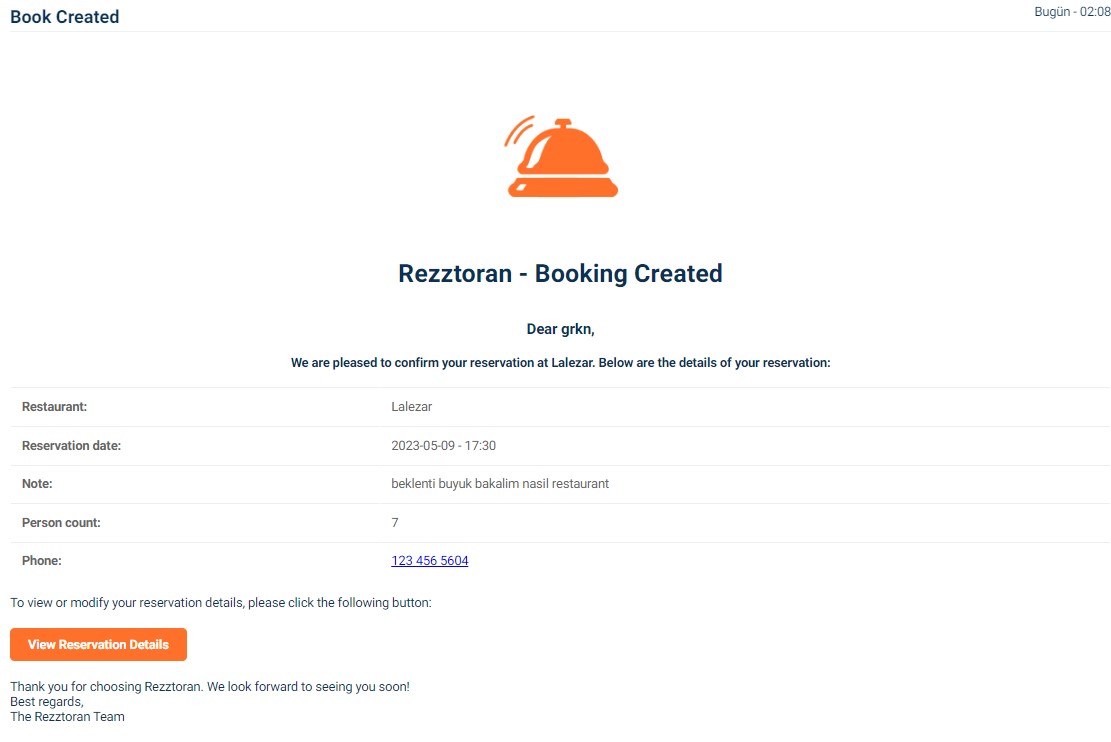 Book Created
Bugün - 02:08
Rezztoran - Booking Created
Dear grkn,
We are pleased to confirm your reservation at Lalezar. Below are the details of your reservation:
Restaurant: Lalezar
Reservation date: 2023-05-09 - 17:30
Note: beklenti buyuk bakalim nasil restaurant
Person count: 7
Phone: 123 456 5604
To view or modify your reservation details, please click the following button:
View Reservation Details
Thank you for choosing Rezztoran. We look forward to seeing you soon!
Best regards,
The Rezztoran Team